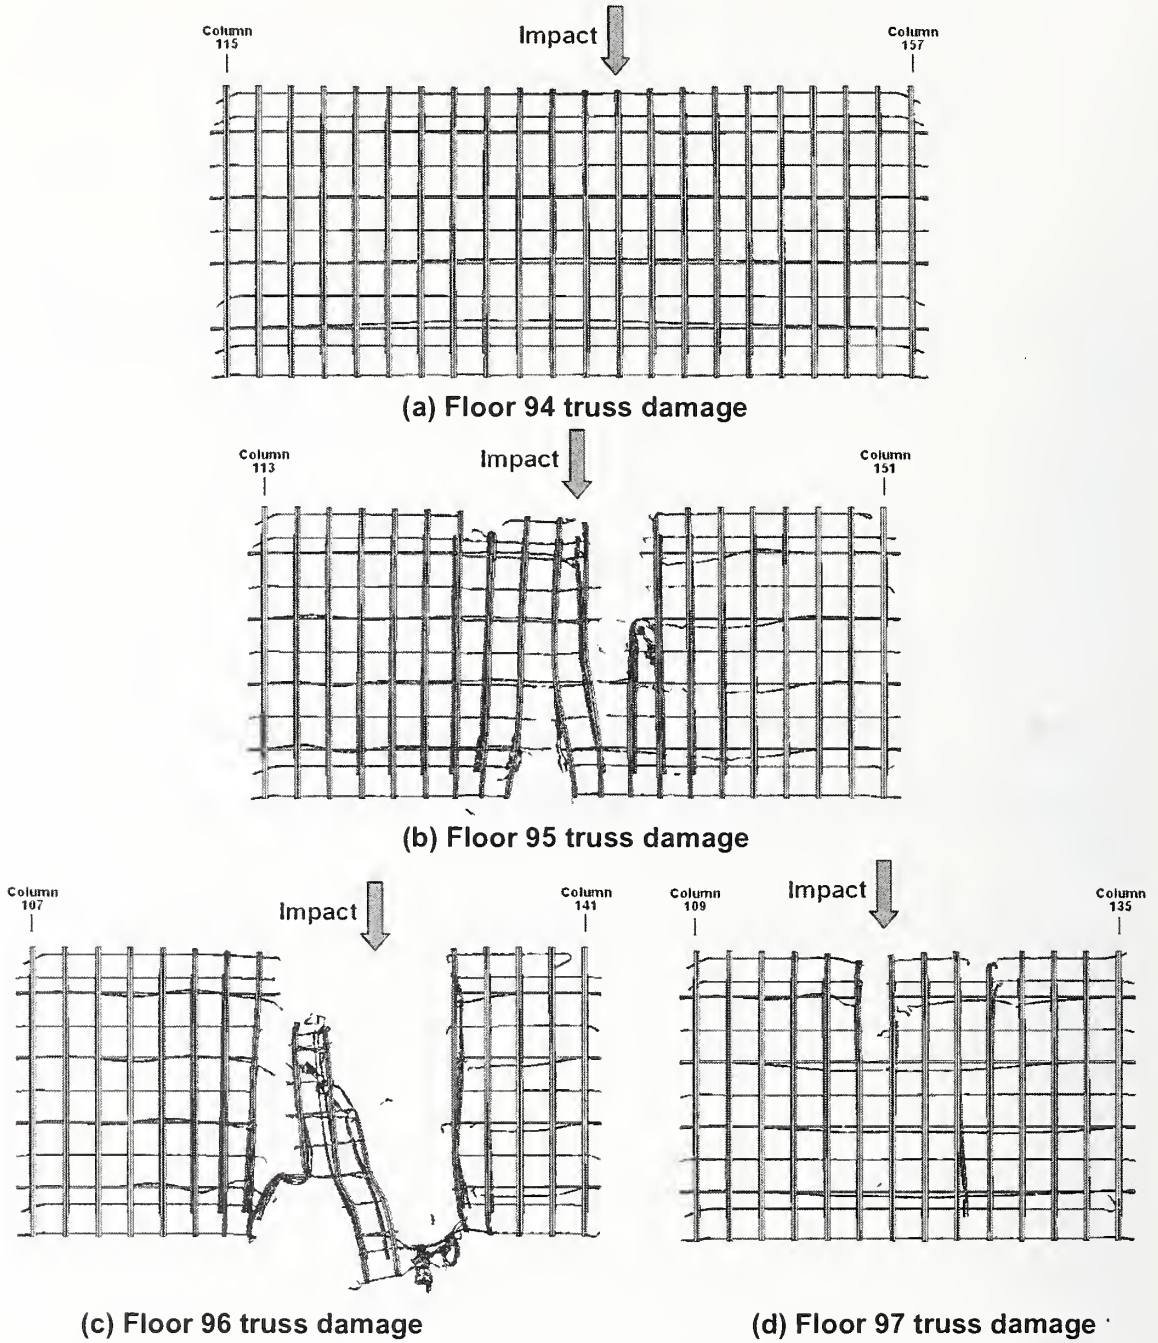 Column
115
Impact
Column
157
(a) Floor 94 truss damage
Column
113
Impact
Column
151
(b) Floor 95 truss damage
Column
107
Impact
Column
141
Column
109
Impact
Column
135
(c) Floor 96 truss damage
(d) Floor 97 truss damage